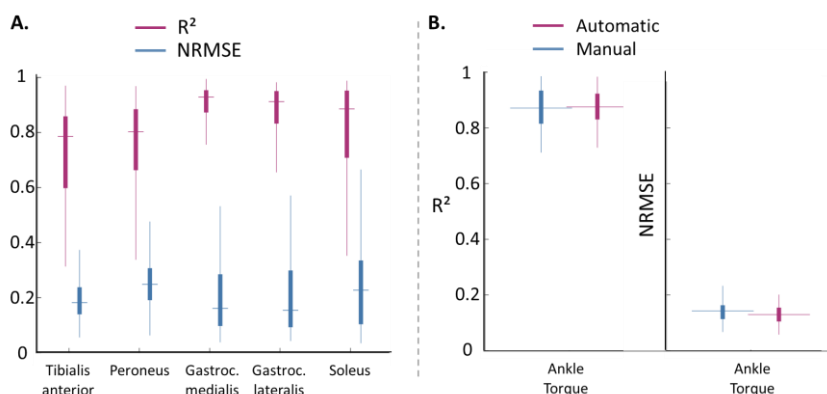 A.
R²
NRMSE
1
0.8
0.6
0.4
0.2
0
Tibialis
anterior
Peroneus
Gastroc.
medialis
Gastroc.
lateralis
Soleus
B.
Automatic
Manual
R²
1
0.8
0.6
0.4
0.2
0
Ankle
Torque
NRMSE
Ankle
Torque